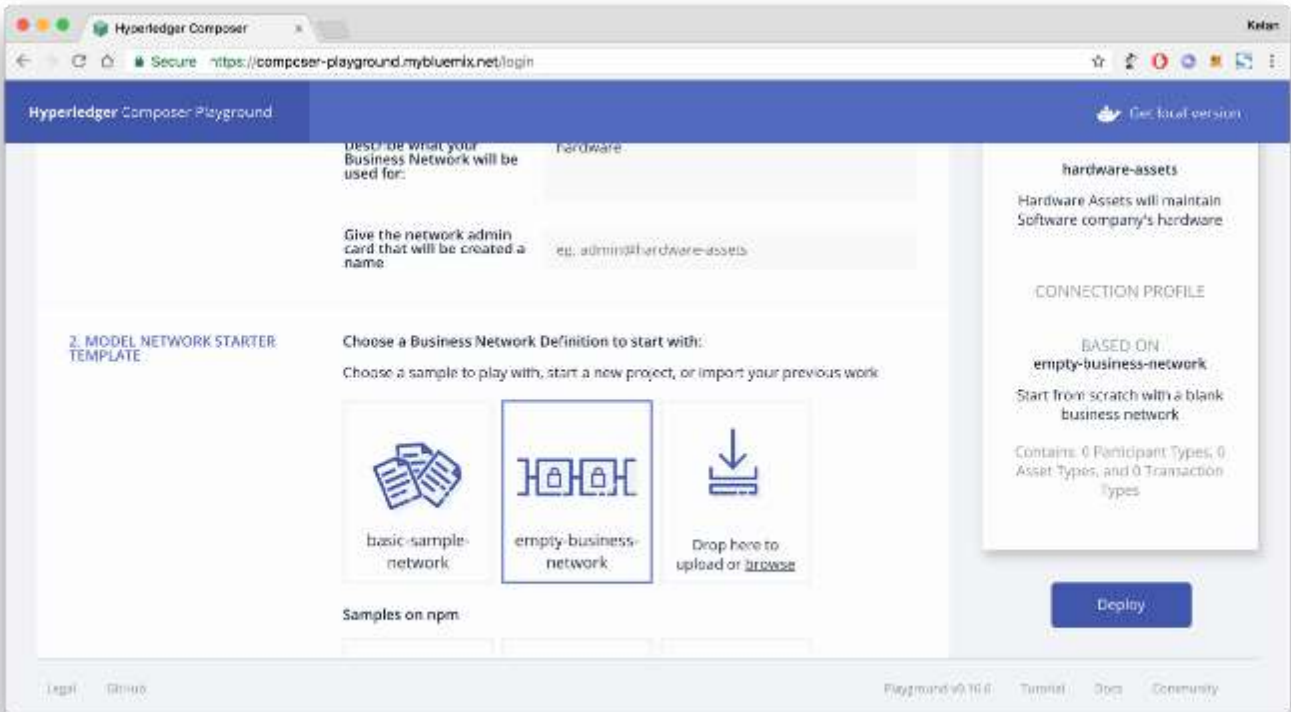 Hyperledger Composer
Kelan
Secure https://composer-playground.mybluemix.net/login
Hyperledger Composer Playground
Get local version
Describe what your
Business Network will be
used for:
hardware
Give the network admin
card that will be created a
name
eg. admin@hardware-assets
2. MODEL NETWORK STARTER
TEMPLATE
Choose a Business Network Definition to start with:
Choose a sample to play with, start a new project, or import your previous work
basic-sample-
network
empty-business-
network
Drop here to
upload or browse
Samples on npm
hardware-assets
Hardware Assets will maintain
Software company's hardware
CONNECTION PROFILE
BASED ON
empty-business-network
Start from scratch with a blank
business network
Contains: 0 Participant Types, 0
Asset Types, and 0 Transaction
Types
Deploy
Legal
GitHub
Playground v0.16.0
Tutorial
Docs
Community